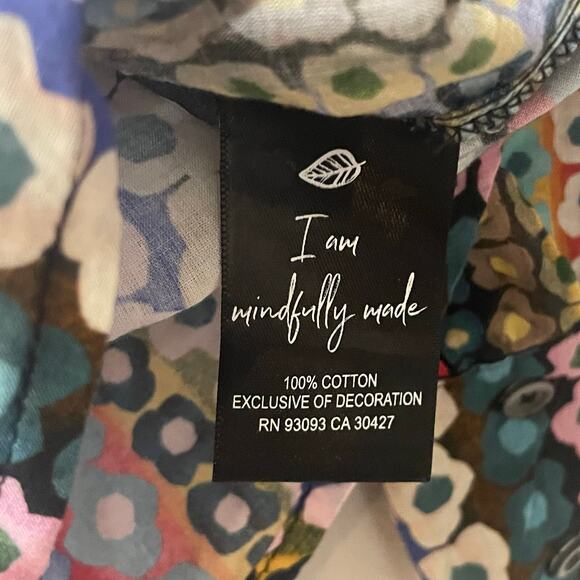 I am
mindfully made
100% COTTON
EXCLUSIVE OF DECORATION
RN 93093 CA 30427